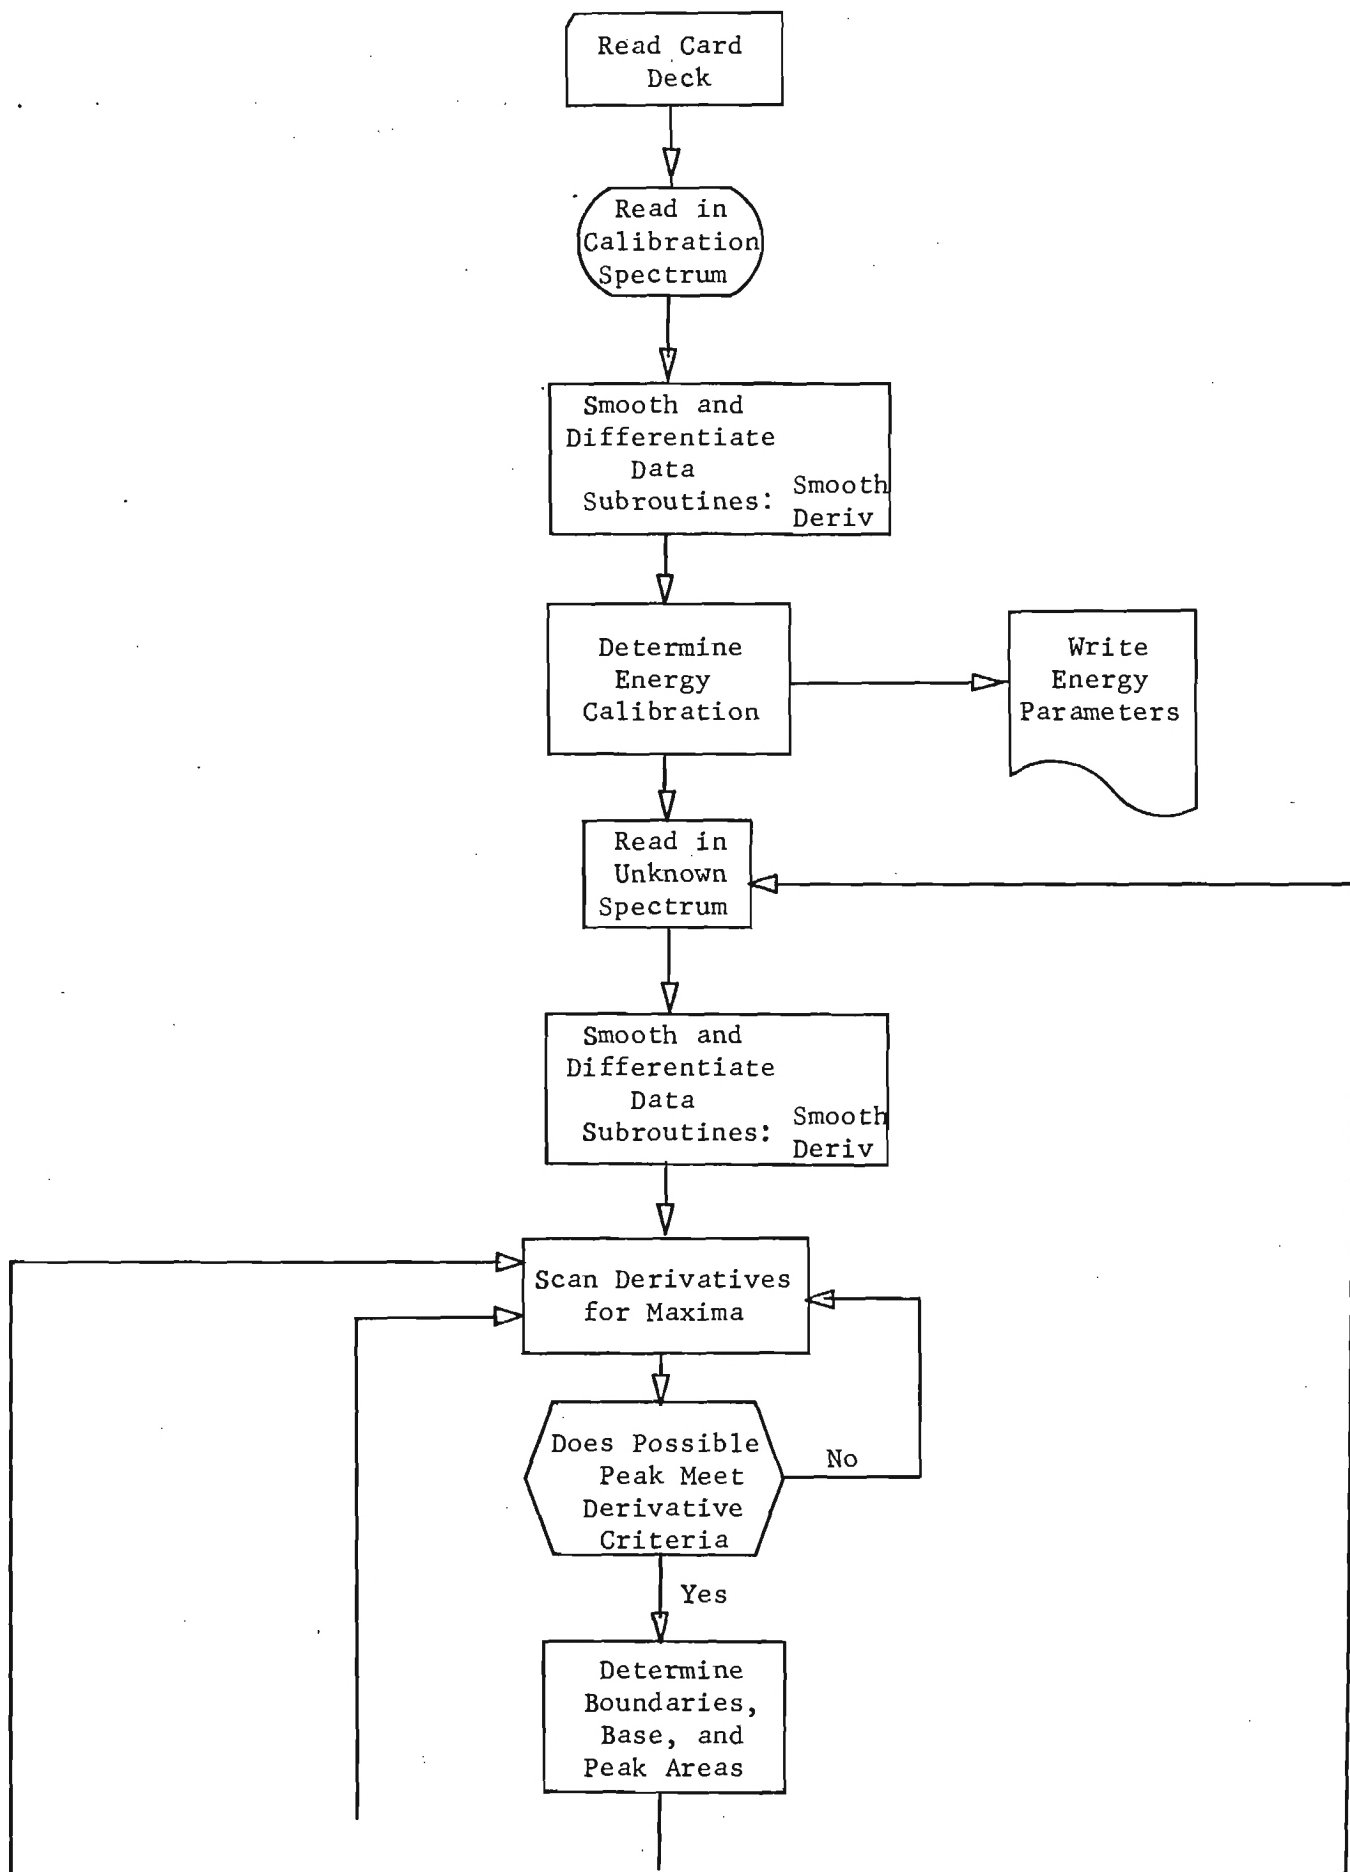 Read Card
Deck
Read in
Calibration
Spectrum
Smooth and
Differentiate
Data
Subroutines: Smooth
Deriv
Determine
Energy
Calibration
Write
Energy
Parameters
Read in
Unknown
Spectrum
Smooth and
Differentiate
Data
Subroutines: Smooth
Deriv
Scan Derivatives
for Maxima
Does Possible
Peak Meet
Derivative
Criteria
No
Yes
Determine
Boundaries,
Base, and
Peak Areas